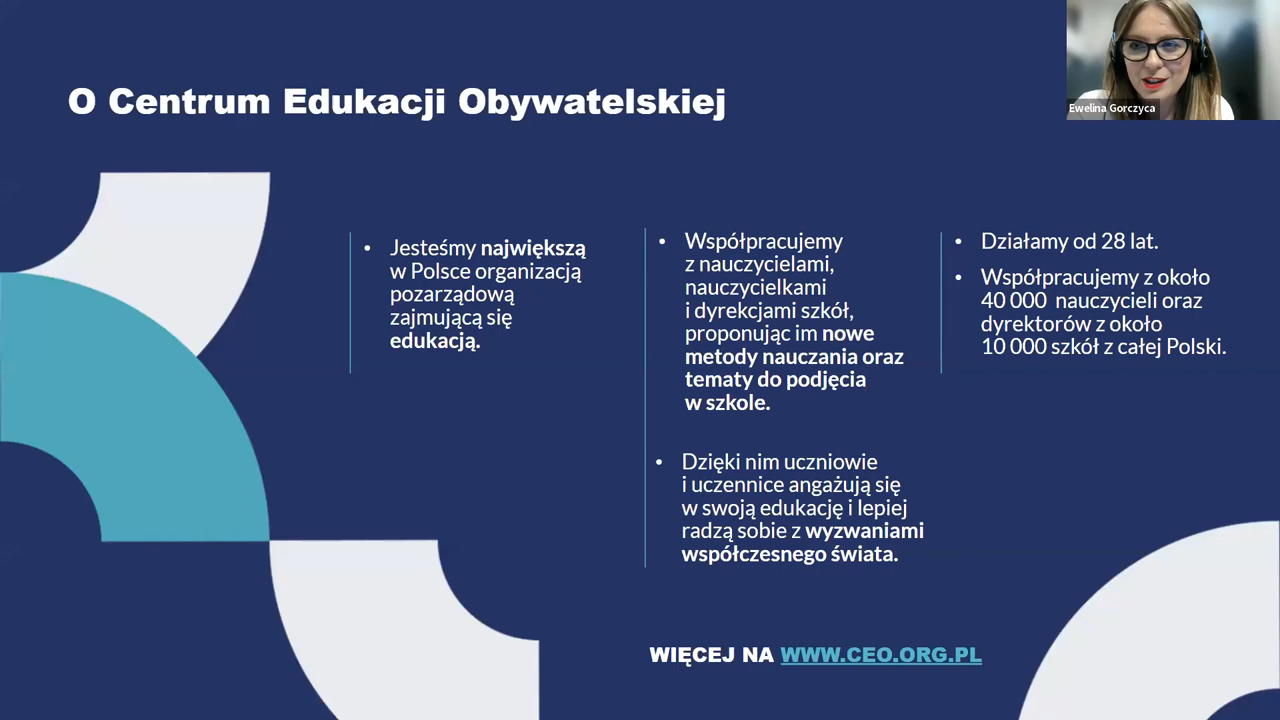 O Centrum Edukacji Obywatelskiej
Ewelina Gorczyca
• Jesteśmy największą
w Polsce organizacją
pozarządową
zajmującą się
edukacją.
• Współpracujemy
z nauczycielami,
nauczycielkami
i dyrekcjami szkół,
proponując im nowe
metody nauczania oraz
tematy do podjęcia
w szkole.
• Dzięki nim uczniowie
i uczennice angażują się
w swoją edukację i lepiej
radzą sobie z wyzwaniami
współczesnego świata.
• Działamy od 28 lat.
• Współpracujemy z około
40 000 nauczycieli oraz
dyrektorów z około
10 000 szkół z całej Polski.
WIĘCEJ NA WWW.CEO.ORG.PL